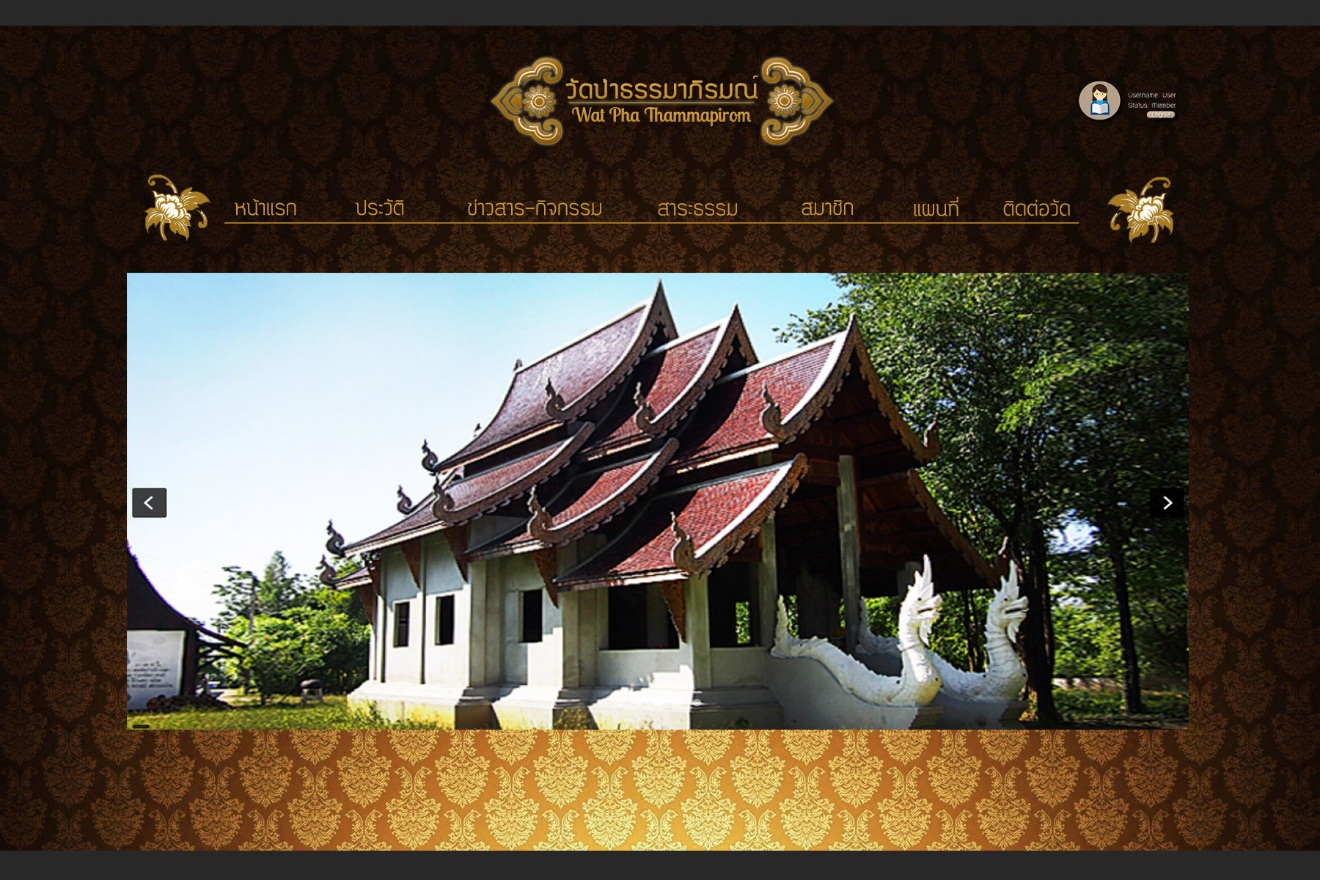 วัดป่าธรรมาภิรมณ์
Wat Pha Thammapirom
Username : User
Status : Member
Logout
หน้าแรก ประวัติ ข่าวสาร-กิจกรรม สาระธรรม สมาชิก แผนที่ ติดต่อวัด